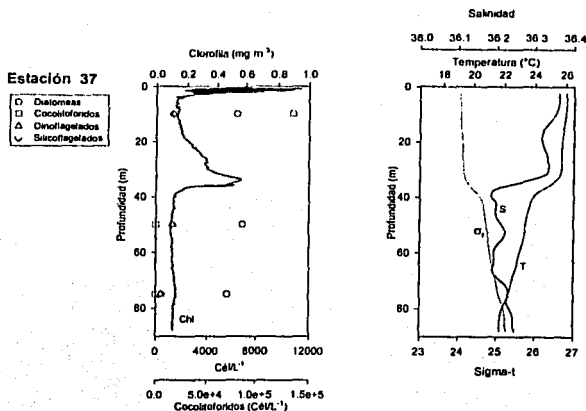 Estación 37
Diatomeas
Cocolitofóridos
Dinoflagelados
Silicoflagelados
Clorofila (mg m⁻³)
0.0 0.2 0.4 0.6 0.8 1.0
Profundidad (m)
0
20
40
60
80
Chl
0 4000 8000 12000
Cél/L⁻¹
0.0 5.0e+4 1.0e+5 1.5e+5
Cocolitoforidos (Cél/L⁻¹)
Salinidad
36.0 36.1 36.2 36.3 36.4
Temperatura (°C)
18 20 22 24 26
Profundidad (m)
0
20
40
60
80
S
σt
T
23 24 25 26 27
Sigma-t